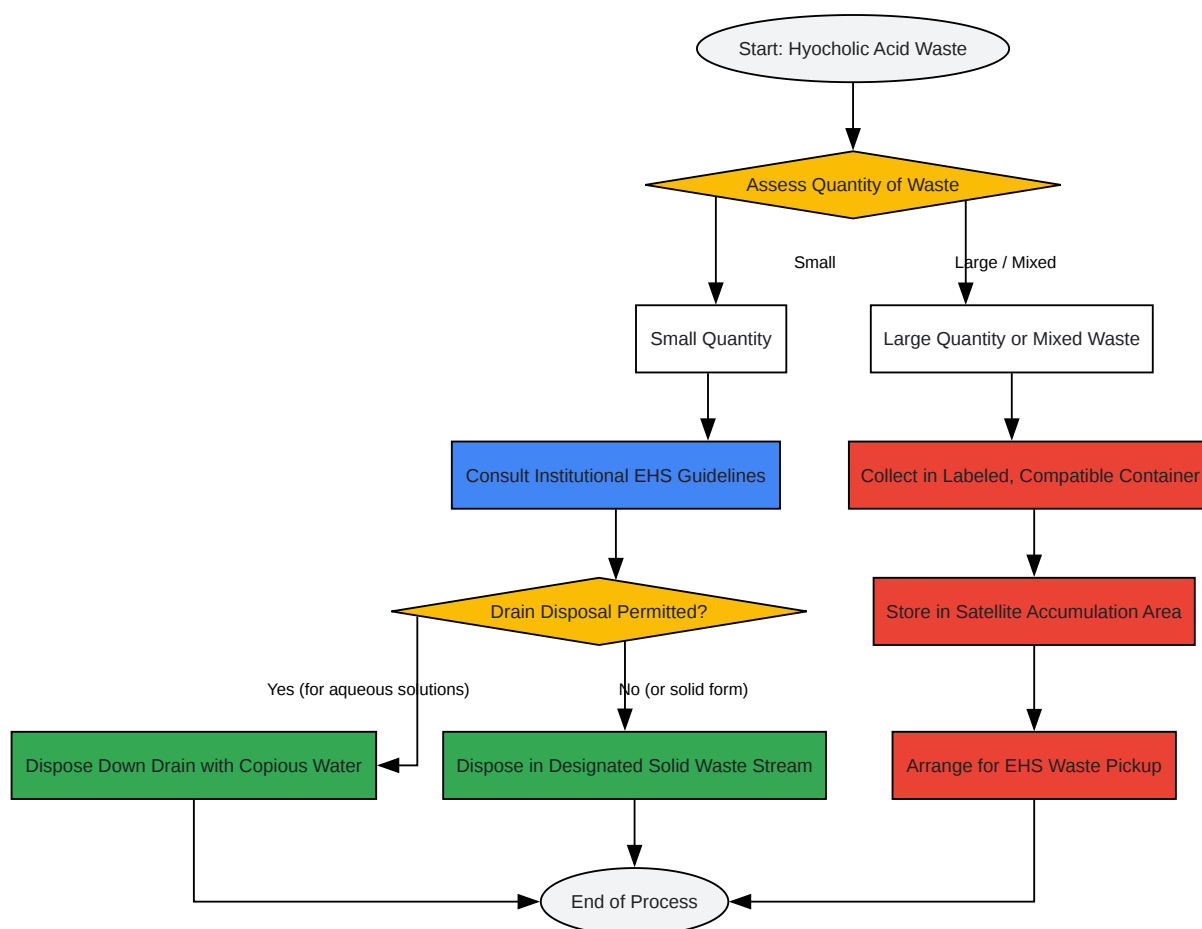 Start: Hyocholic Acid Waste
Assess Quantity of Waste
Small
Large / Mixed
Small Quantity
Large Quantity or Mixed Waste
Consult Institutional EHS Guidelines
Collect in Labeled, Compatible Container
Drain Disposal Permitted?
Store in Satellite Accumulation Area
Yes (for aqueous solutions)
No (or solid form)
Dispose Down Drain with Copious Water
Dispose in Designated Solid Waste Stream
Arrange for EHS Waste Pickup
End of Process